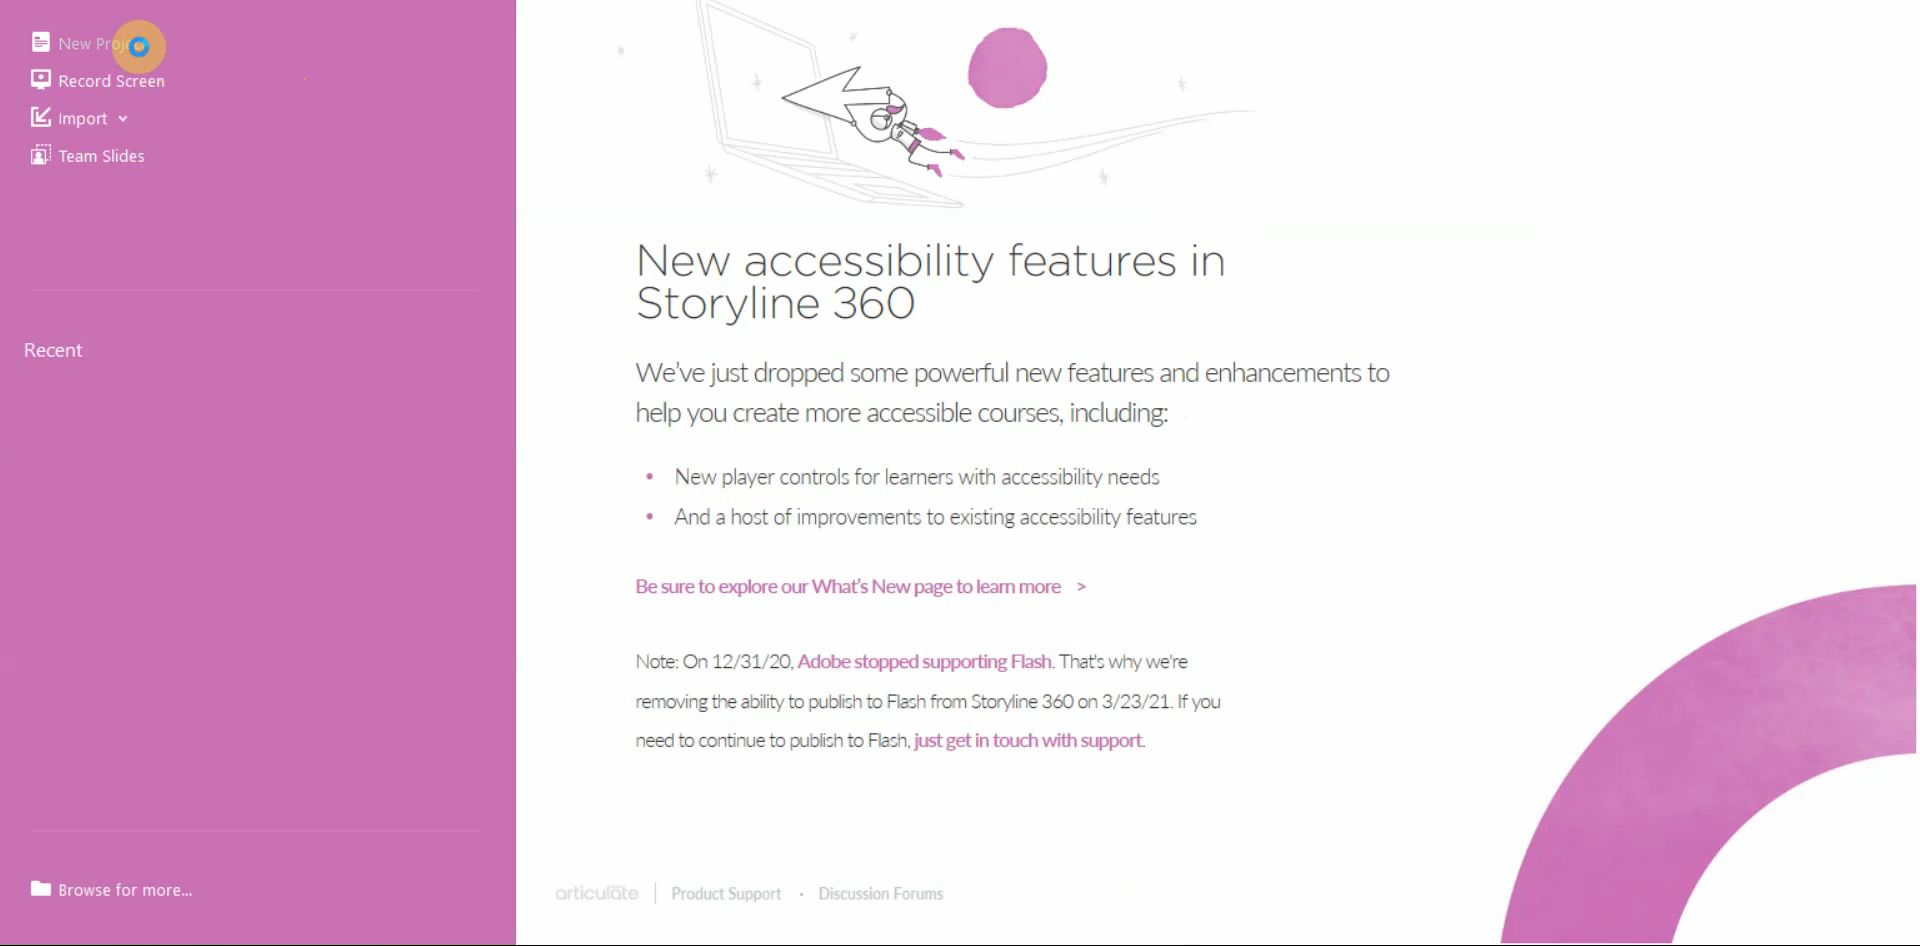 New Project
Record Screen
Import
Team Slides
Recent
Browse for more...
New accessibility features in
Storyline 360
We've just dropped some powerful new features and enhancements to
help you create more accessible courses, including:
• New player controls for learners with accessibility needs
• And a host of improvements to existing accessibility features
Be sure to explore our What's New page to learn more >
Note: On 12/31/20, Adobe stopped supporting Flash. That's why we're
removing the ability to publish to Flash from Storyline 360 on 3/23/21. If you
need to continue to publish to Flash, just get in touch with support.
articulate | Product Support · Discussion Forums